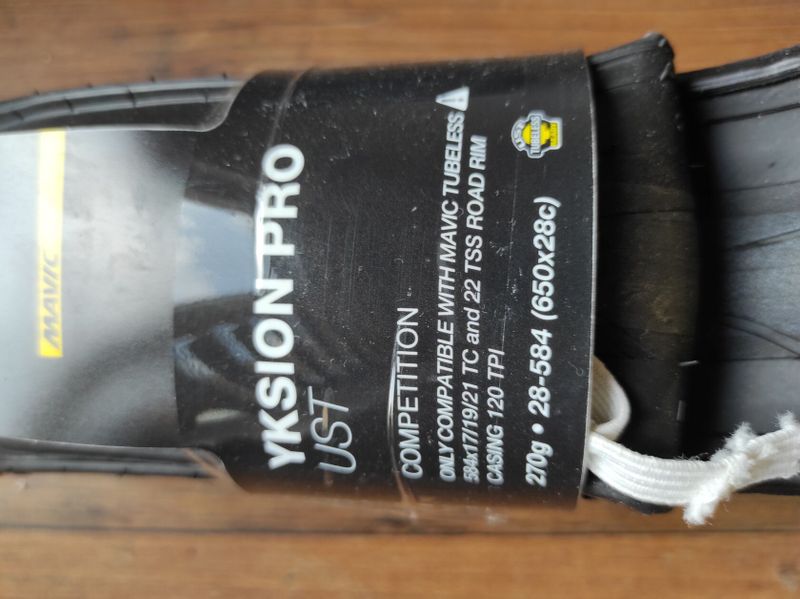 MAVIC
YKSION PRO
UST
COMPETITION
ONLY COMPATIBLE WITH MAVIC TUBELESS
584x17/19/21 TC and 22 TSS ROAD RIM
CASING 120 TPI
270g • 28-584 (650x28c)
TUBELESS